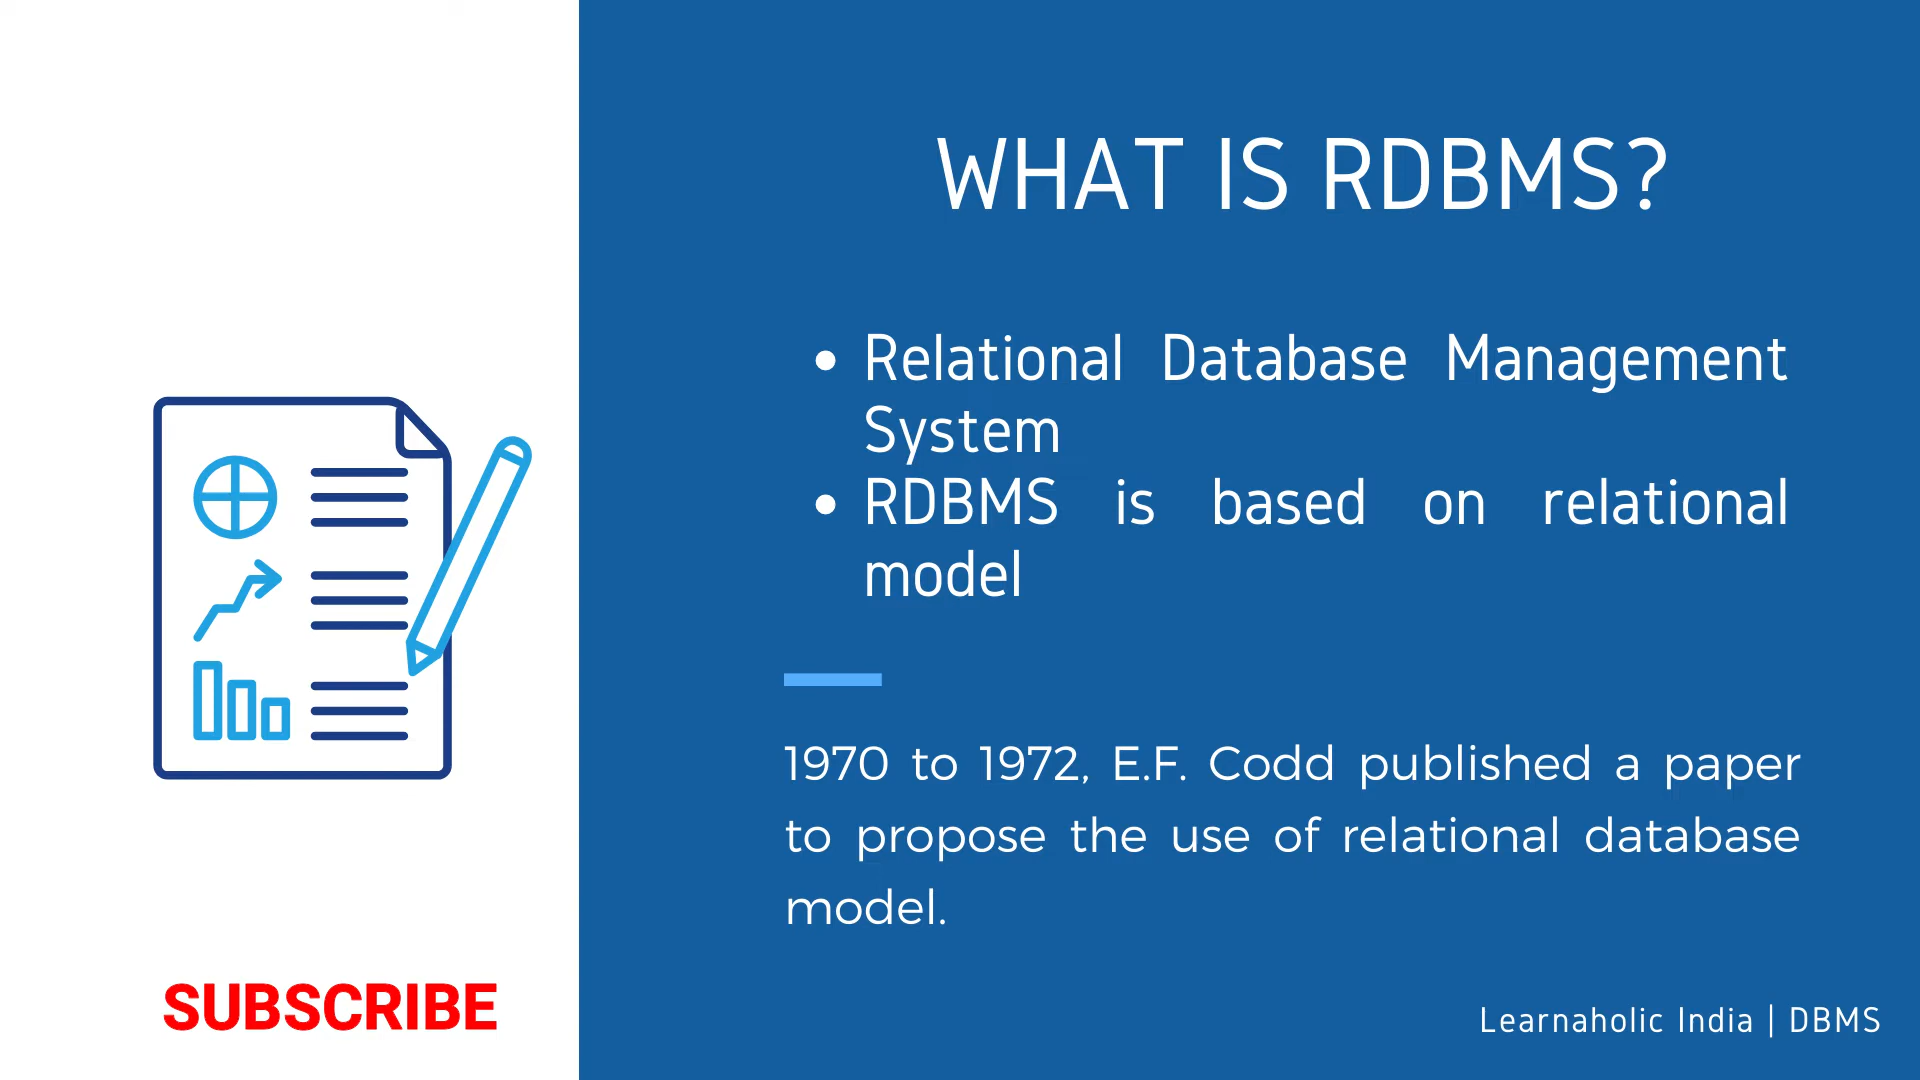 WHAT IS RDBMS?
• Relational Database Management
System
• RDBMS is based on relational
model
1970 to 1972, E.F. Codd published a paper
to propose the use of relational database
model.
SUBSCRIBE
Learnaholic India | DBMS